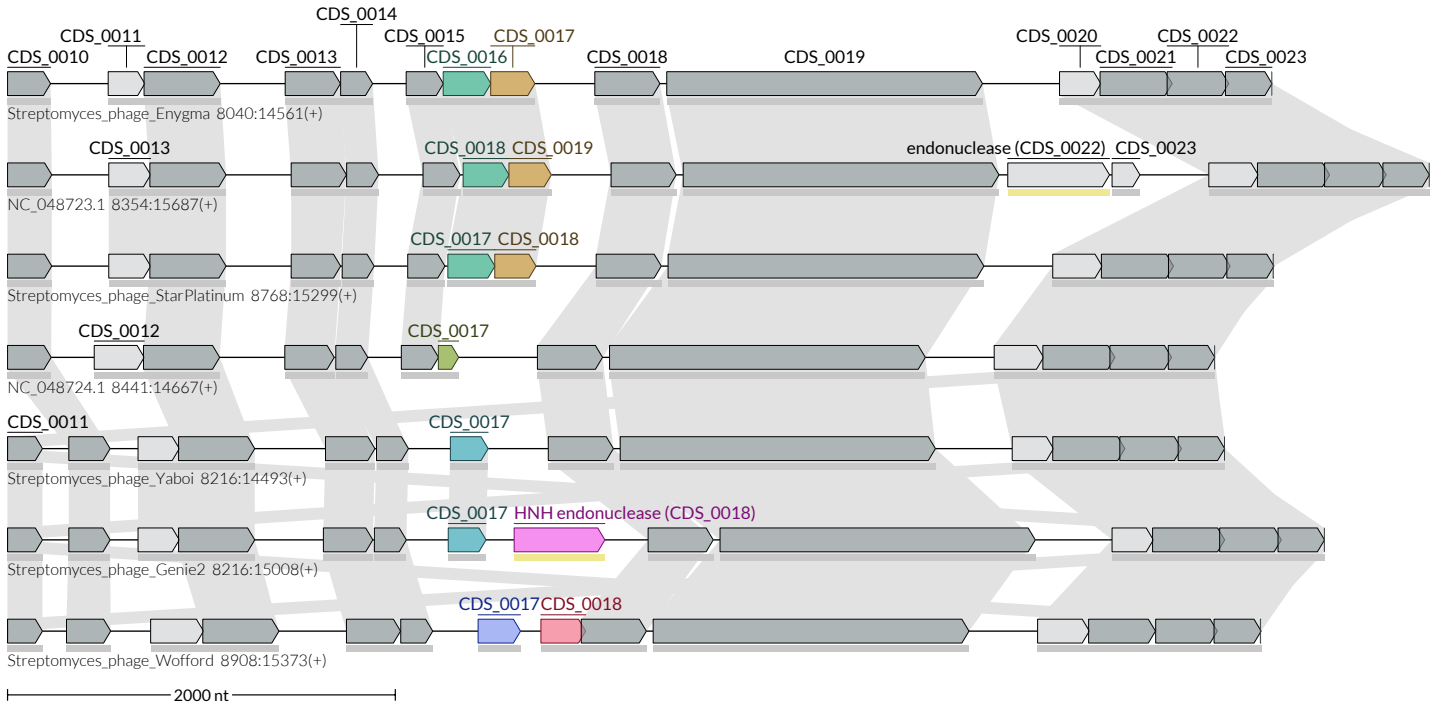 CDS_0014
CDS_0011 CDS_0015 CDS_0017 CDS_0020 CDS_0022
CDS_0010 CDS_0012 CDS_0013 CDS_0016 CDS_0018 CDS_0019 CDS_0021 CDS_0023
Streptomyces_phage_Enygma 8040:14561(+)
CDS_0013 CDS_0018 CDS_0019 endonuclease (CDS_0022) CDS_0023
NC_048723.1 8354:15687(+)
CDS_0017 CDS_0018
Streptomyces_phage_StarPlatinum 8768:15299(+)
CDS_0012 CDS_0017
NC_048724.1 8441:14667(+)
CDS_0011 CDS_0017
Streptomyces_phage_Yaboi 8216:14493(+)
CDS_0017 HNH endonuclease (CDS_0018)
Streptomyces_phage_Genie2 8216:15008(+)
CDS_0017 CDS_0018
Streptomyces_phage_Wofford 8908:15373(+)
2000 nt